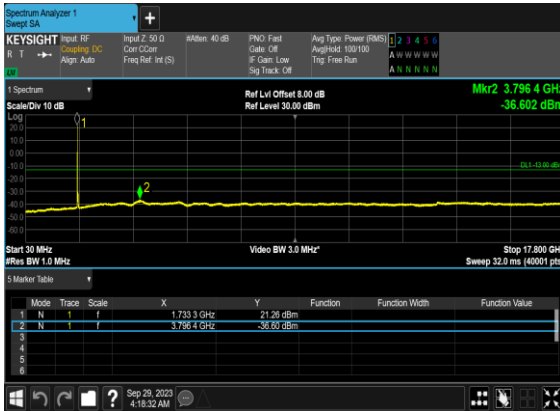 Spectrum Analyzer 1
Swept SA
KEYSIGHT
R T
Input: RF
Coupling: DC
Align: Auto
Input Z: 50 Ω
Corr CCorr
Freq Ref: Int (S)
#Atten: 40 dB
PNO: Fast
Gate: Off
IF Gain: Low
Sig Track: Off
Avg Type: Power (RMS)
Avg|Hold: 100/100
Trig: Free Run
1 2 3 4 5 6
A W W W W W
A N N N N N
1 Spectrum
Scale/Div 10 dB
Ref Lvl Offset 8.00 dB
Ref Level 30.00 dBm
Mkr2 3.796 4 GHz
-36.602 dBm
Log
20.0
10.0
0.00
-10.0
-20.0
-30.0
-40.0
-50.0
-60.0
1
2
DL1 -13.00 dBm
Start 30 MHz
#Res BW 1.0 MHz
Video BW 3.0 MHz*
Stop 17.800 GHz
Sweep 32.0 ms (40001 pts)
5 Marker Table
Mode Trace Scale X Y Function Function Width Function Value
1 N 1 f 1.733 3 GHz 21.26 dBm
2 N 1 f 3.796 4 GHz -36.60 dBm
3
4
5
6
Sep 29, 2023
4:18:32 AM